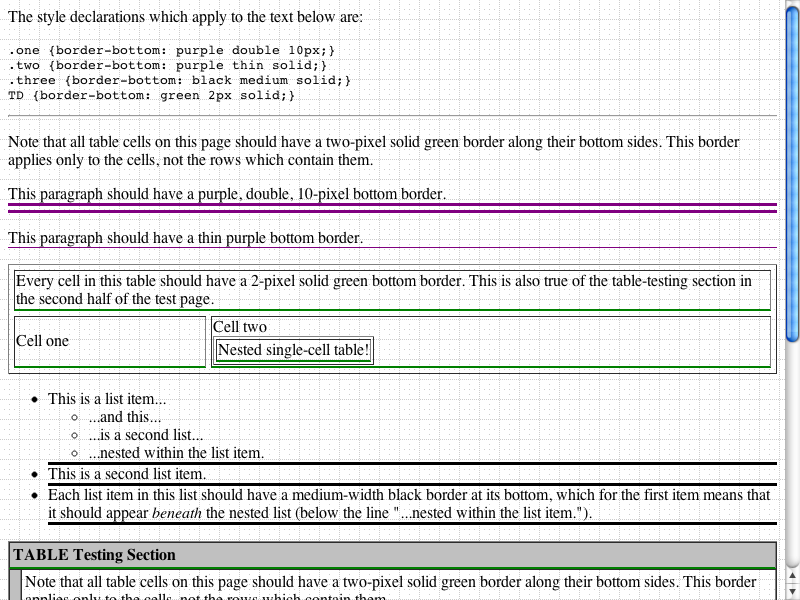 The style declarations which apply to the text below are:
.one {border-bottom: purple double 10px;}
.two {border-bottom: purple thin solid;}
.three {border-bottom: black medium solid;}
TD {border-bottom: green 2px solid;}
Note that all table cells on this page should have a two-pixel solid green border along their bottom sides. This border
applies only to the cells, not the rows which contain them.
This paragraph should have a purple, double, 10-pixel bottom border.
This paragraph should have a thin purple bottom border.
Every cell in this table should have a 2-pixel solid green bottom border. This is also true of the table-testing section in
the second half of the test page.
Cell one
Cell two
Nested single-cell table!
This is a list item...
...and this...
...is a second list...
...nested within the list item.
This is a second list item.
Each list item in this list should have a medium-width black border at its bottom, which for the first item means that
it should appear beneath the nested list (below the line "...nested within the list item.").
TABLE Testing Section
Note that all table cells on this page should have a two-pixel solid green border along their bottom sides. This border
applies only to the cells, not the rows which contain them.